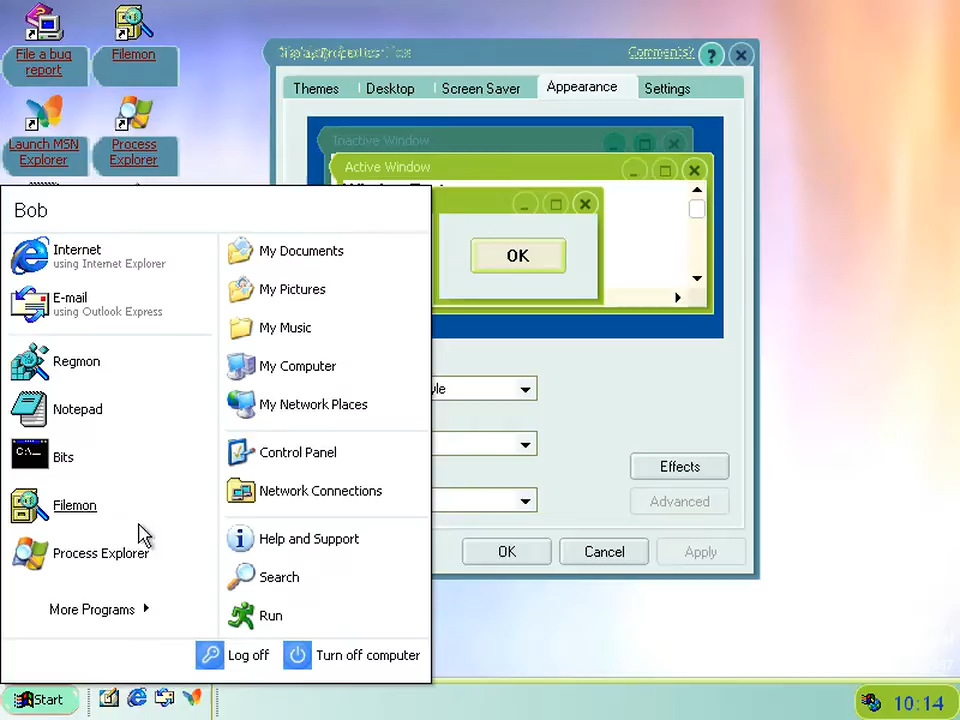 File a bug
report
Filemon
Launch MSN
Explorer
Process
Explorer
Comments?
?
Themes
Desktop
Screen Saver
Appearance
Settings
Inactive Window
Active Window
OK
yle
Effects
Advanced
OK
Cancel
Apply
Bob
Internet
using Internet Explorer
E-mail
using Outlook Express
Regmon
Notepad
C:\_
Bits
Filemon
Process Explorer
More Programs
My Documents
My Pictures
My Music
My Computer
My Network Places
Control Panel
Network Connections
Help and Support
Search
Run
Log off
Turn off computer
Start
10:14